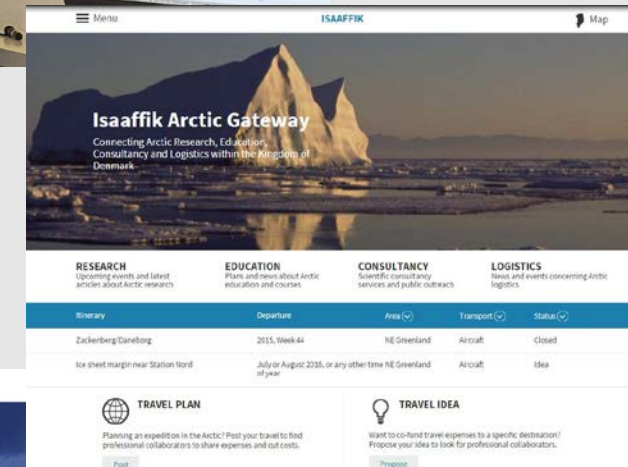 Menu
ISAAFFIK
Map
Isaaffik Arctic Gateway
Connecting Arctic Research, Education,
Consultancy and Logistics within the Kingdom of
Denmark
RESEARCH
Upcoming events and latest
articles about Arctic research
EDUCATION
Plans and news about Arctic
education and courses
CONSULTANCY
Scientific consultancy
services and public outreach
LOGISTICS
News and events concerning Arctic
logistics
Itinerary Departure Area Transport Status
Zackenberg/Daneborg 2015, Week 44 NE Greenland Aircraft Closed
Ice sheet margin near Station Nord July or August 2016, or any other time NE Greenland Aircraft Idea
of year
TRAVEL PLAN
Planning an expedition in the Arctic? Post your travel to find
professional collaborators to share expenses and cut costs.
Post
TRAVEL IDEA
Want to co-fund travel expenses to a specific destination?
Propose your idea to look for professional collaborators.
Propose